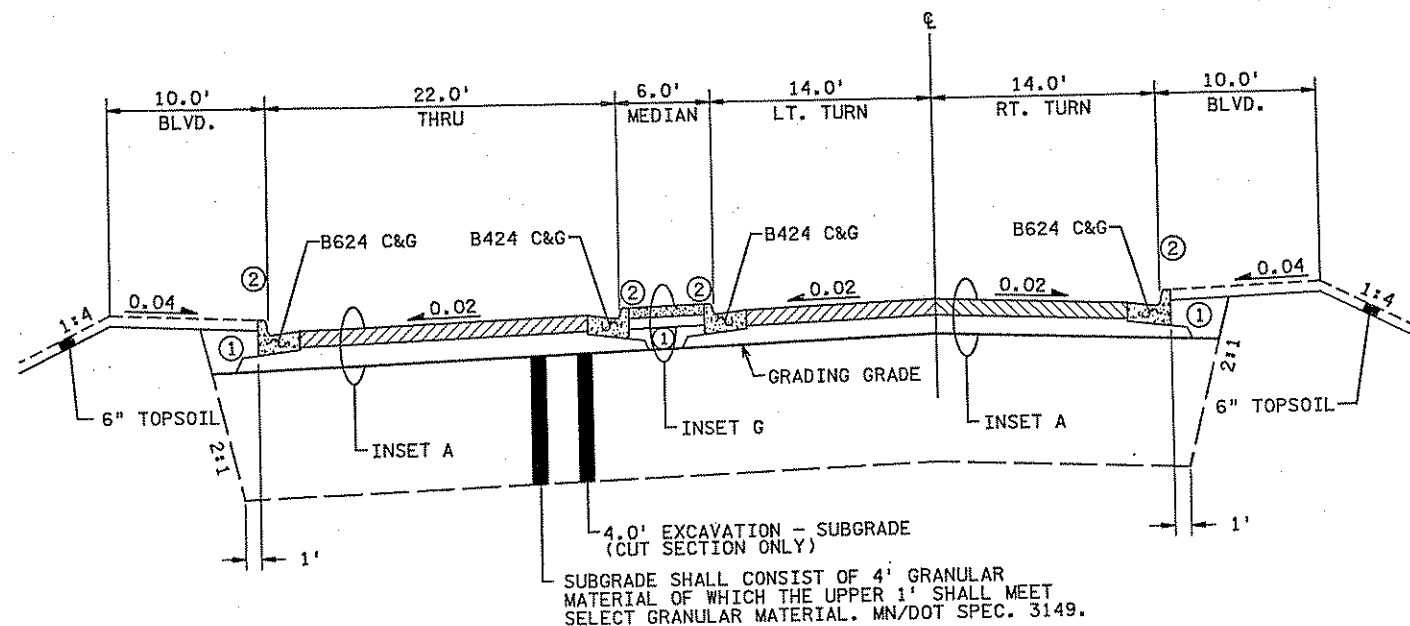 ℄
10.0' 22.0' 6.0' 14.0' 14.0' 10.0'
BLVD. THRU MEDIAN LT. TURN RT. TURN BLVD.
B624 C&G B424 C&G B424 C&G B624 C&G
② ② ② ②
1:4 0.04 0.02 0.02 0.02 0.04 1:4
① ① ①
GRADING GRADE
6" TOPSOIL 2:1 INSET A INSET G INSET A 2:1 6" TOPSOIL
1' 1'
4.0' EXCAVATION - SUBGRADE
(CUT SECTION ONLY)
SUBGRADE SHALL CONSIST OF 4' GRANULAR
MATERIAL OF WHICH THE UPPER 1' SHALL MEET
SELECT GRANULAR MATERIAL. MN/DOT SPEC. 3149.